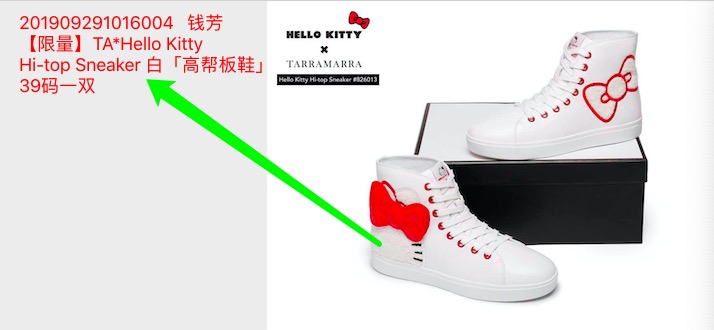 201909291016004 钱芳
【限量】TA*Hello Kitty
Hi-top Sneaker 白「高帮板鞋」
39码一双
HELLO KITTY
×
TARRAMARRA
Hello Kitty Hi-top Sneaker #826013